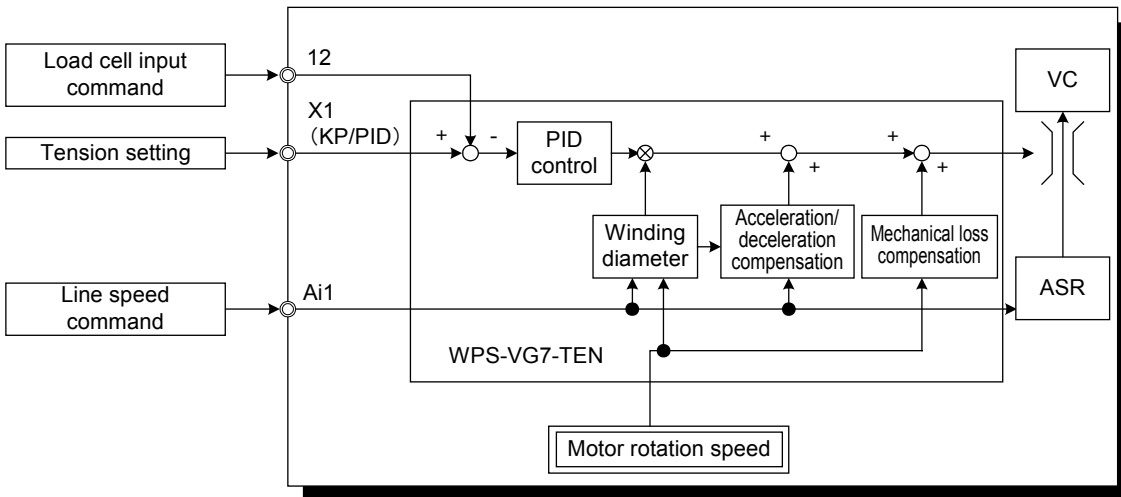 Load cell input
command
12
VC
X1
（KP/PID）
+
-
PID
control
+
+
+
+
Tension setting
Winding
diameter
Acceleration/
deceleration
compensation
Mechanical loss
compensation
Line speed
command
Ai1
ASR
WPS-VG7-TEN
Motor rotation speed